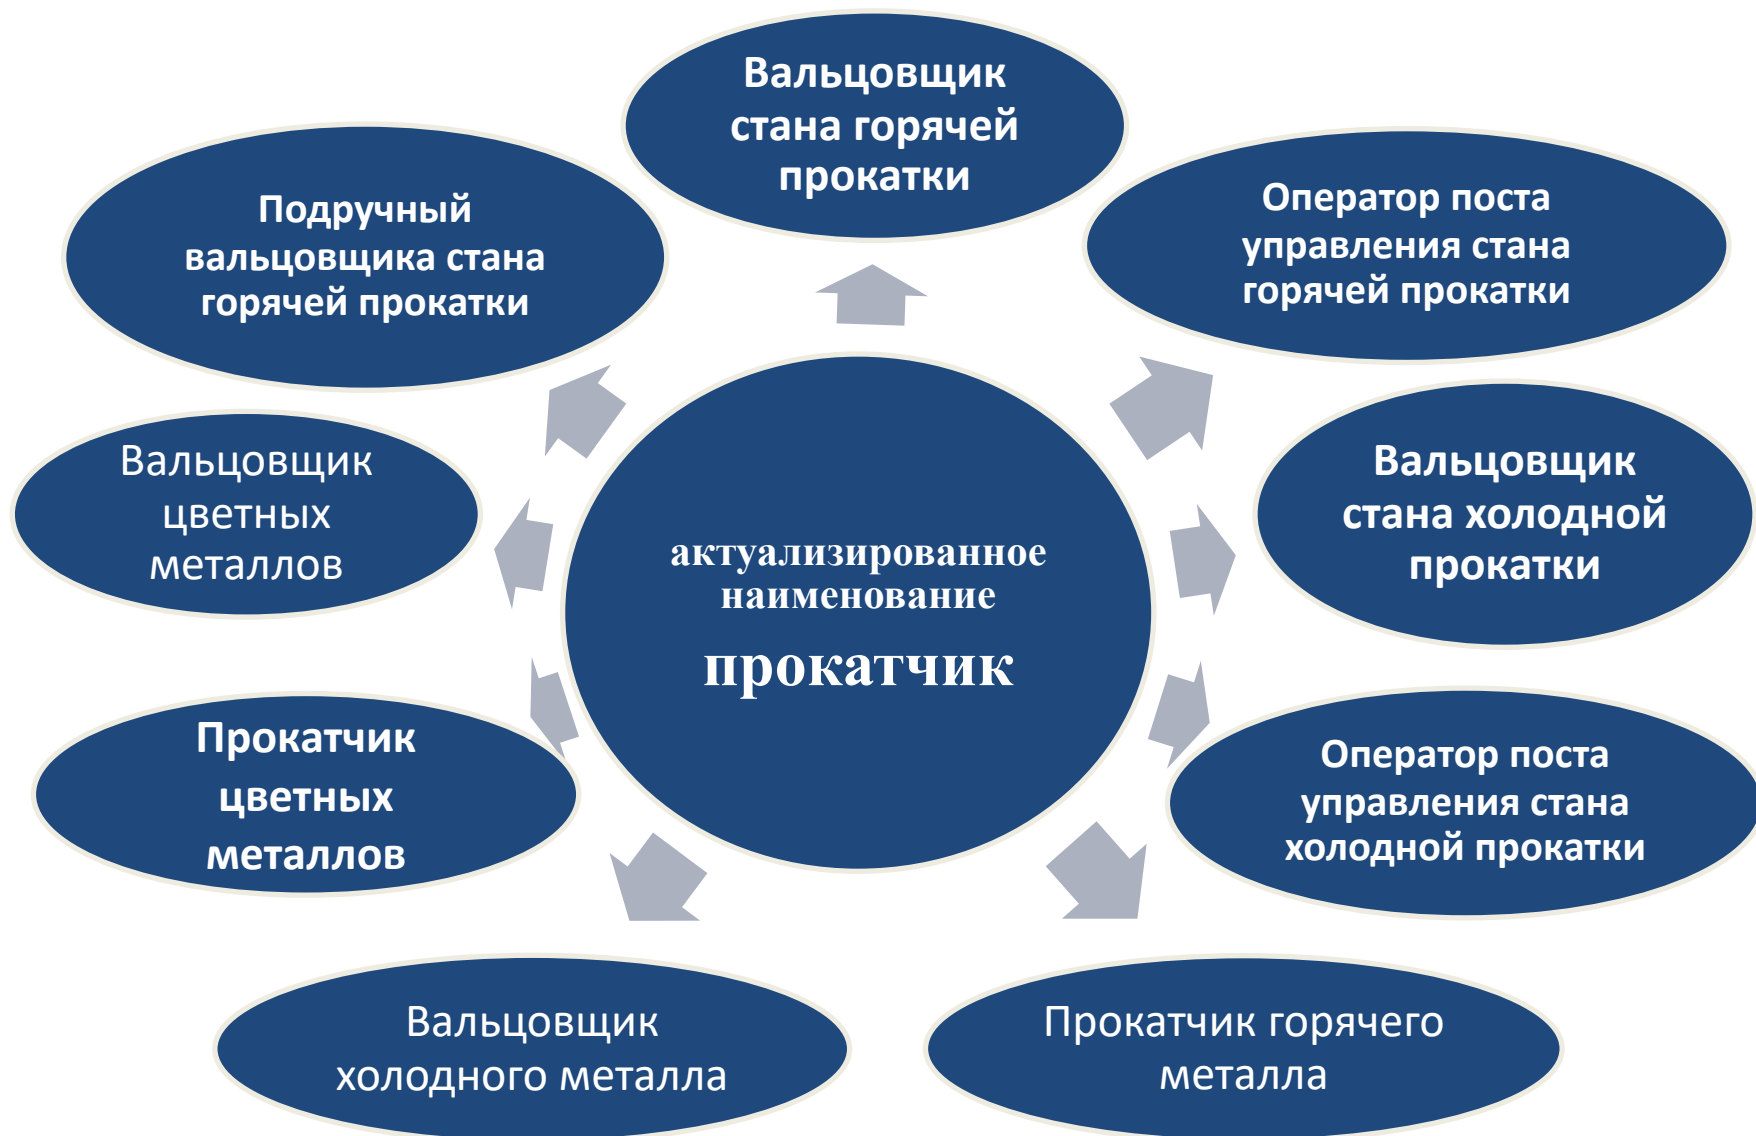 Вальцовщик
стана горячей
прокатки
Подручный
вальцовщика стана
горячей прокатки
Оператор поста
управления стана
горячей прокатки
Вальцовщик
цветных
металлов
Вальцовщик
стана холодной
прокатки
актуализированное
наименование
прокатчик
Прокатчик
цветных
металлов
Оператор поста
управления стана
холодной прокатки
Вальцовщик
холодного металла
Прокатчик горячего
металла